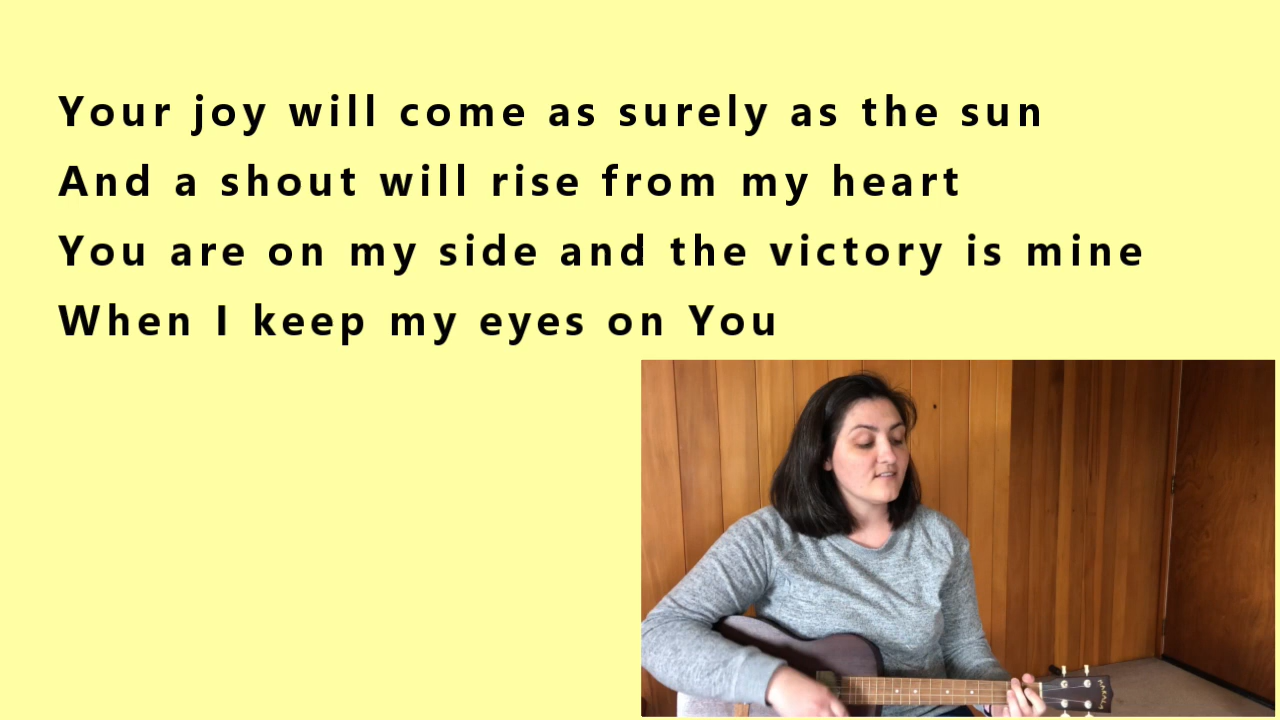 Your joy will come as surely as the sun
And a shout will rise from my heart
You are on my side and the victory is mine
When I keep my eyes on You